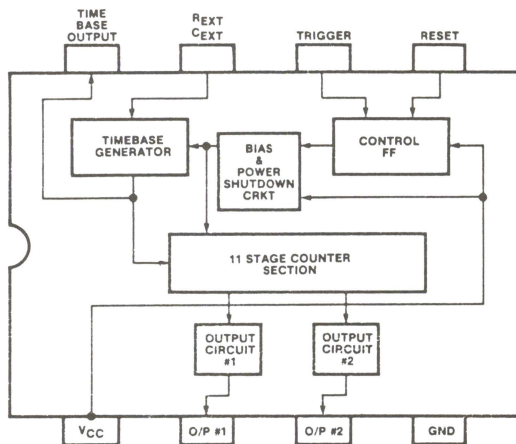 TIME
BASE
OUTPUT
REXT
CEXT
TRIGGER
RESET
TIMEBASE
GENERATOR
BIAS
&
POWER
SHUTDOWN
CRKT
CONTROL
FF
11 STAGE COUNTER
SECTION
OUTPUT
CIRCUIT
#1
OUTPUT
CIRCUIT
#2
VCC
O/P #1
O/P #2
GND